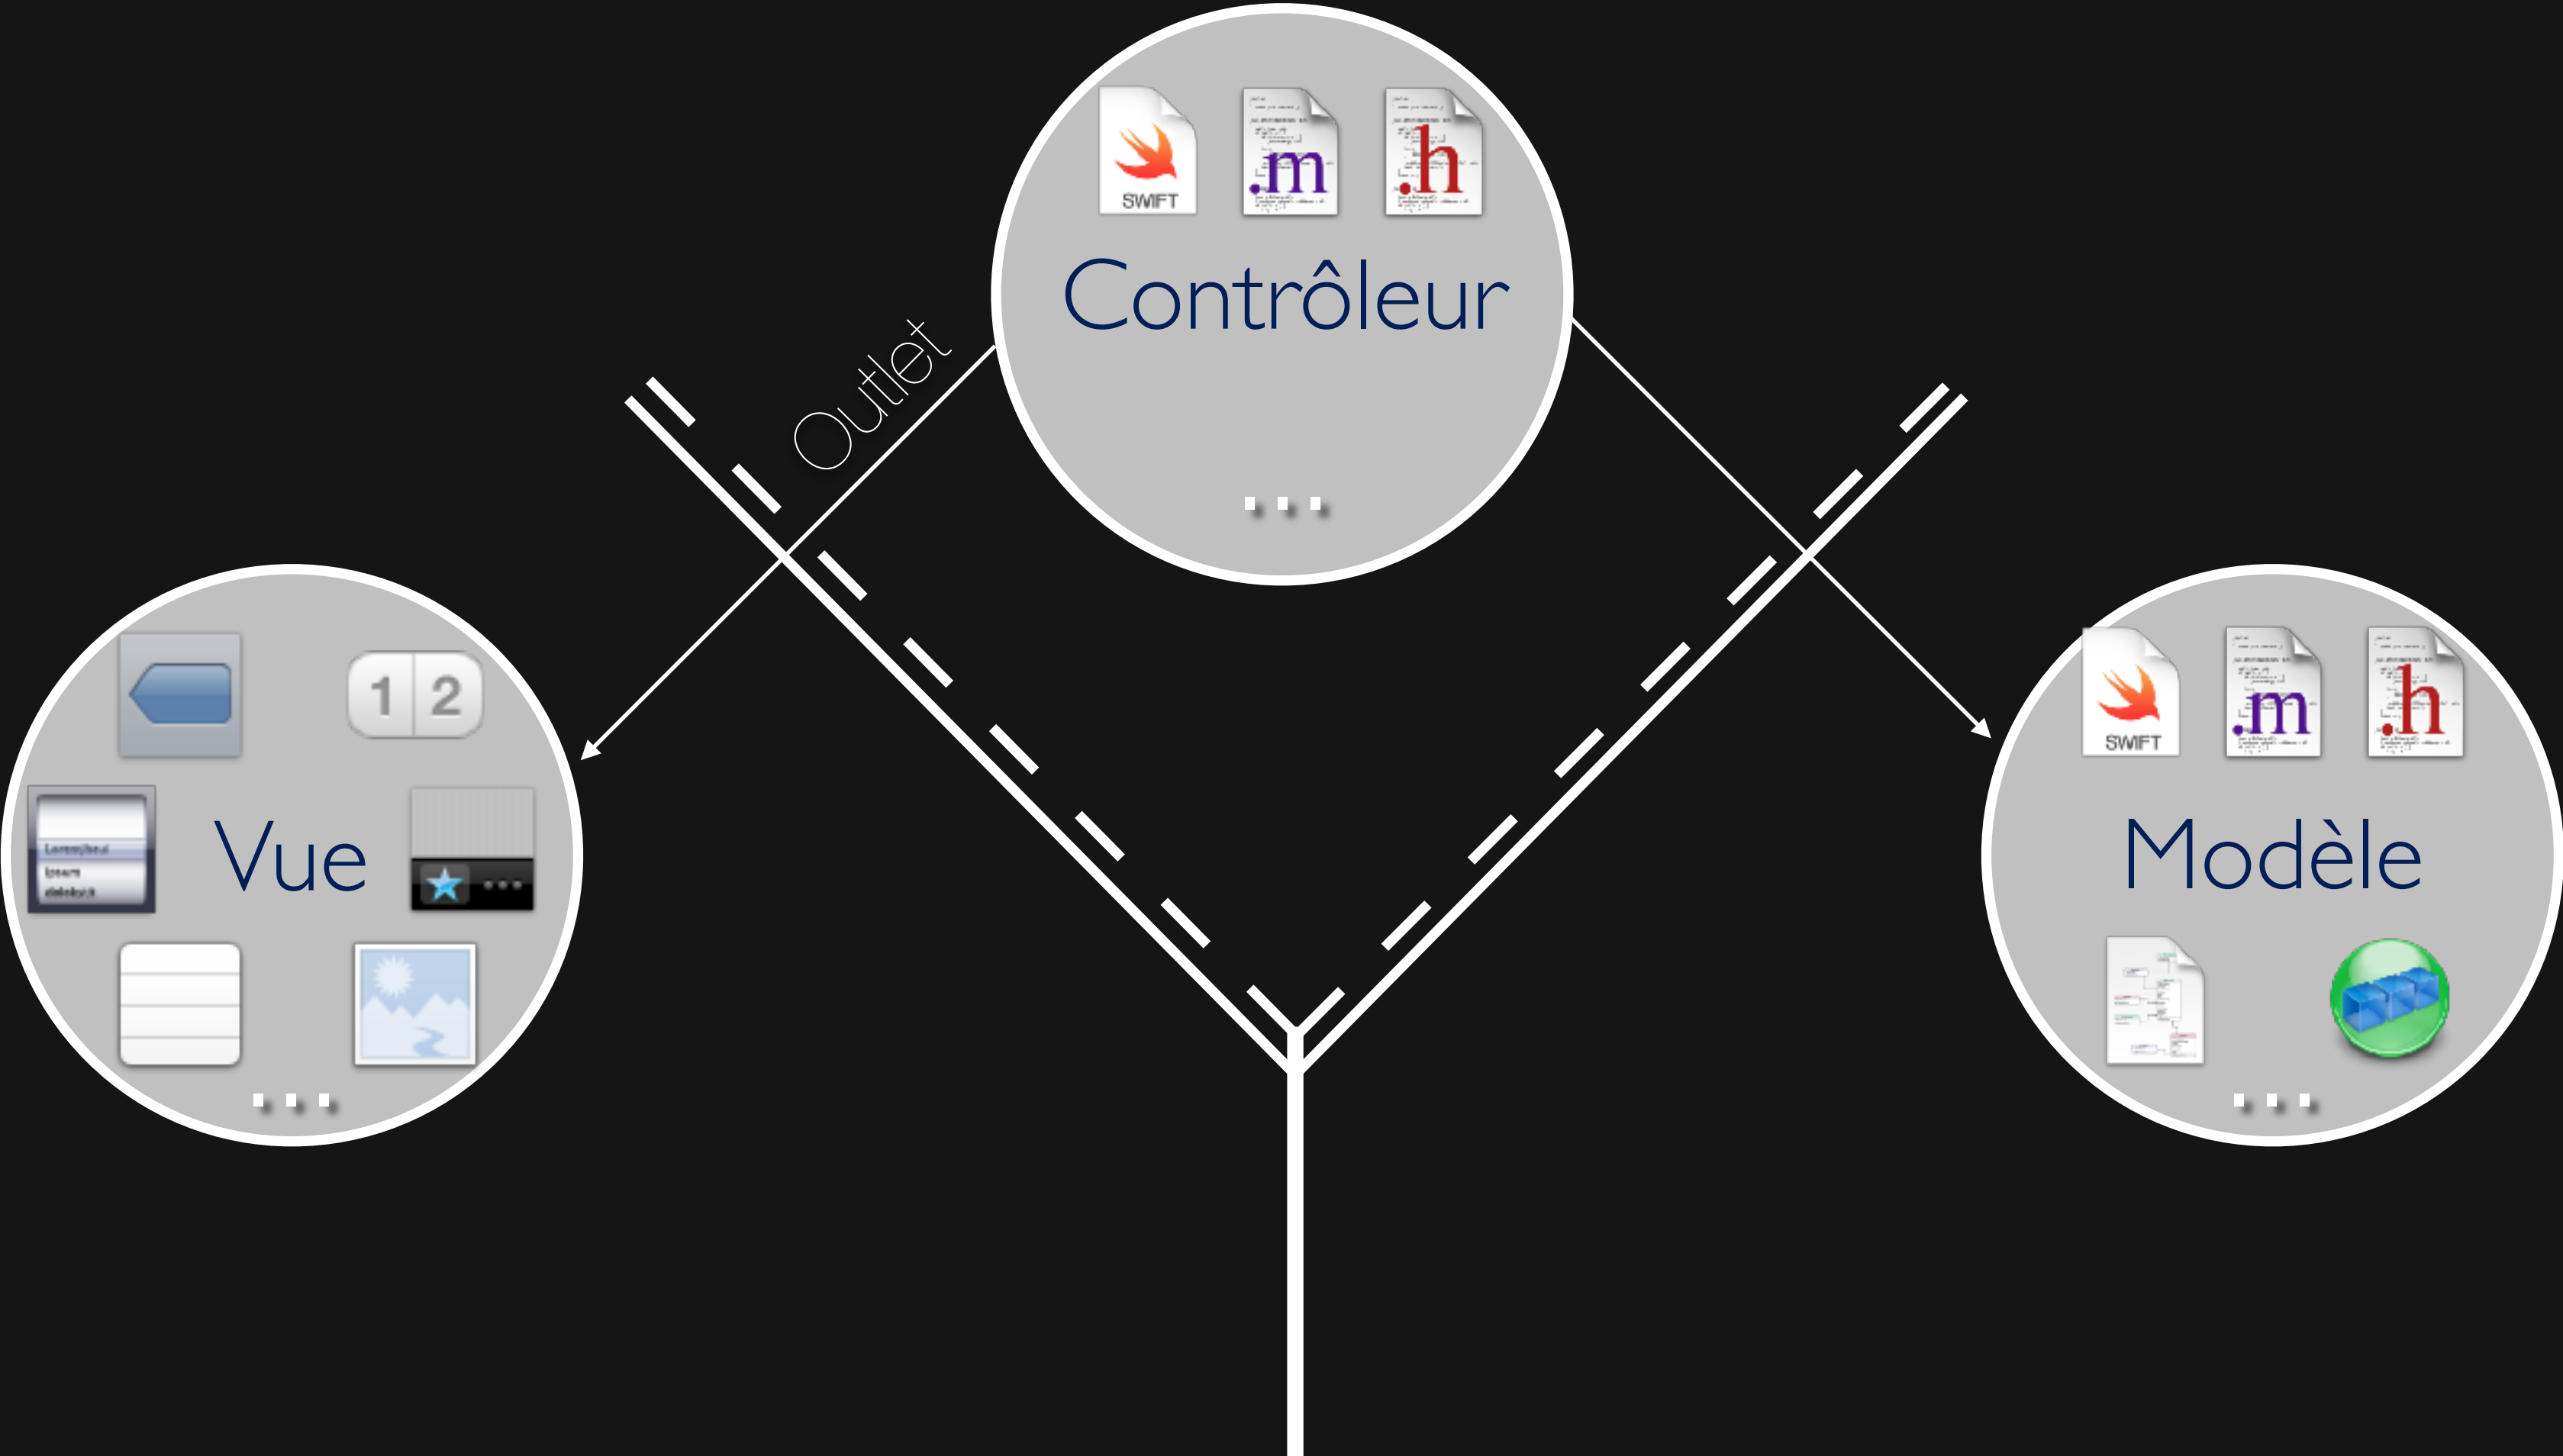 SWIFT
.m
.h
Contrôleur
...
Outlet
1 2
Vue
...
SWIFT
.m
.h
Modèle
...